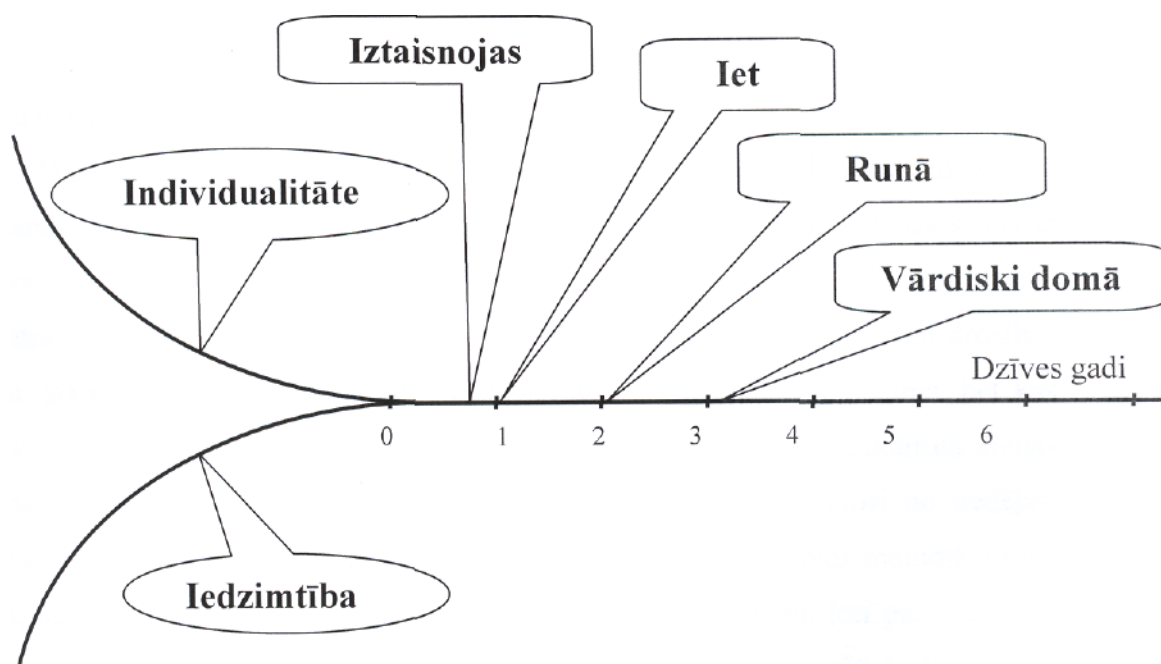 Iztaisnojas
Iet
Runā
Individualitāte
Vārdiski domā
Dzīves gadi
0 1 2 3 4 5 6
Iedzimtība